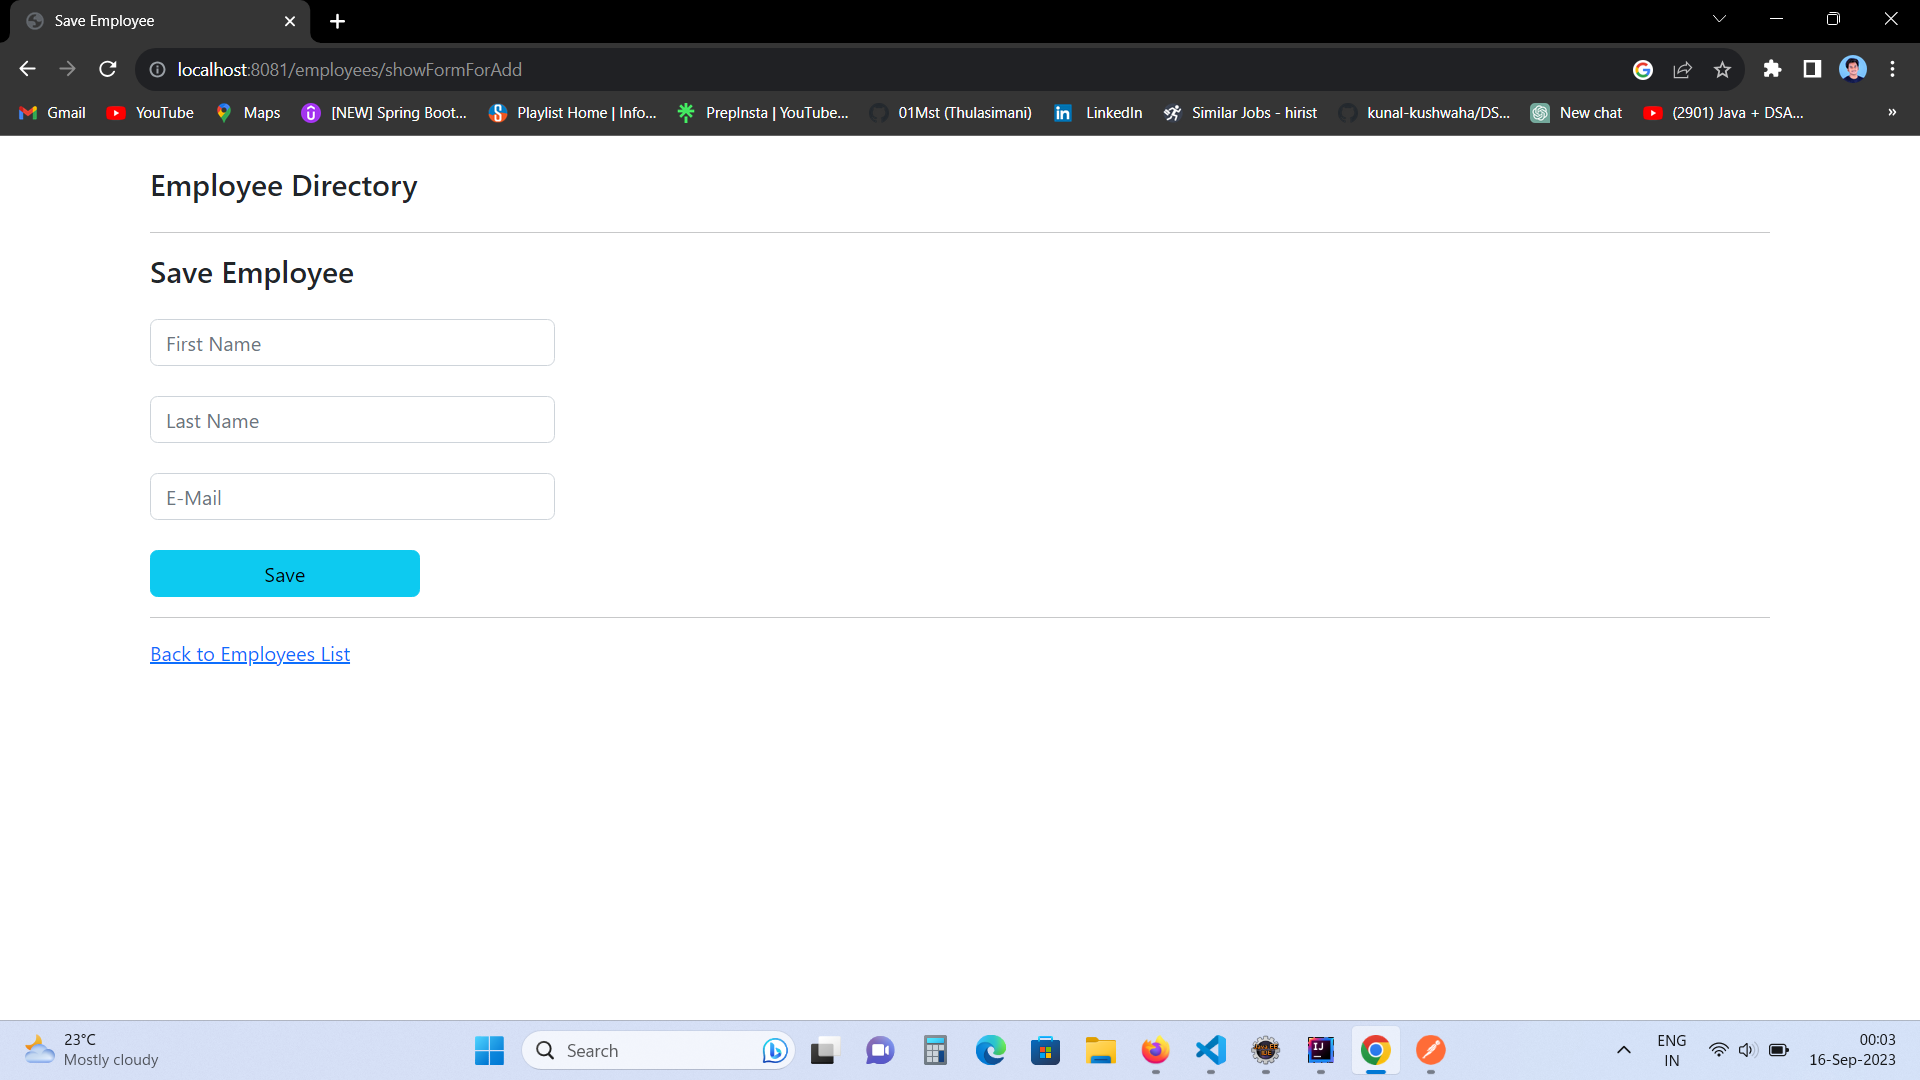 Save Employee
localhost:8081/employees/showFormForAdd
Gmail
YouTube
Maps
[NEW] Spring Boot...
Playlist Home | Info...
PrepInsta | YouTube...
01Mst (Thulasimani)
LinkedIn
Similar Jobs - hirist
kunal-kushwaha/DS...
New chat
(2901) Java + DSA...
»
Employee Directory
Save Employee
First Name
Last Name
E-Mail
Save
Back to Employees List
23°C
Mostly cloudy
Search
ENG
IN
00:03
16-Sep-2023